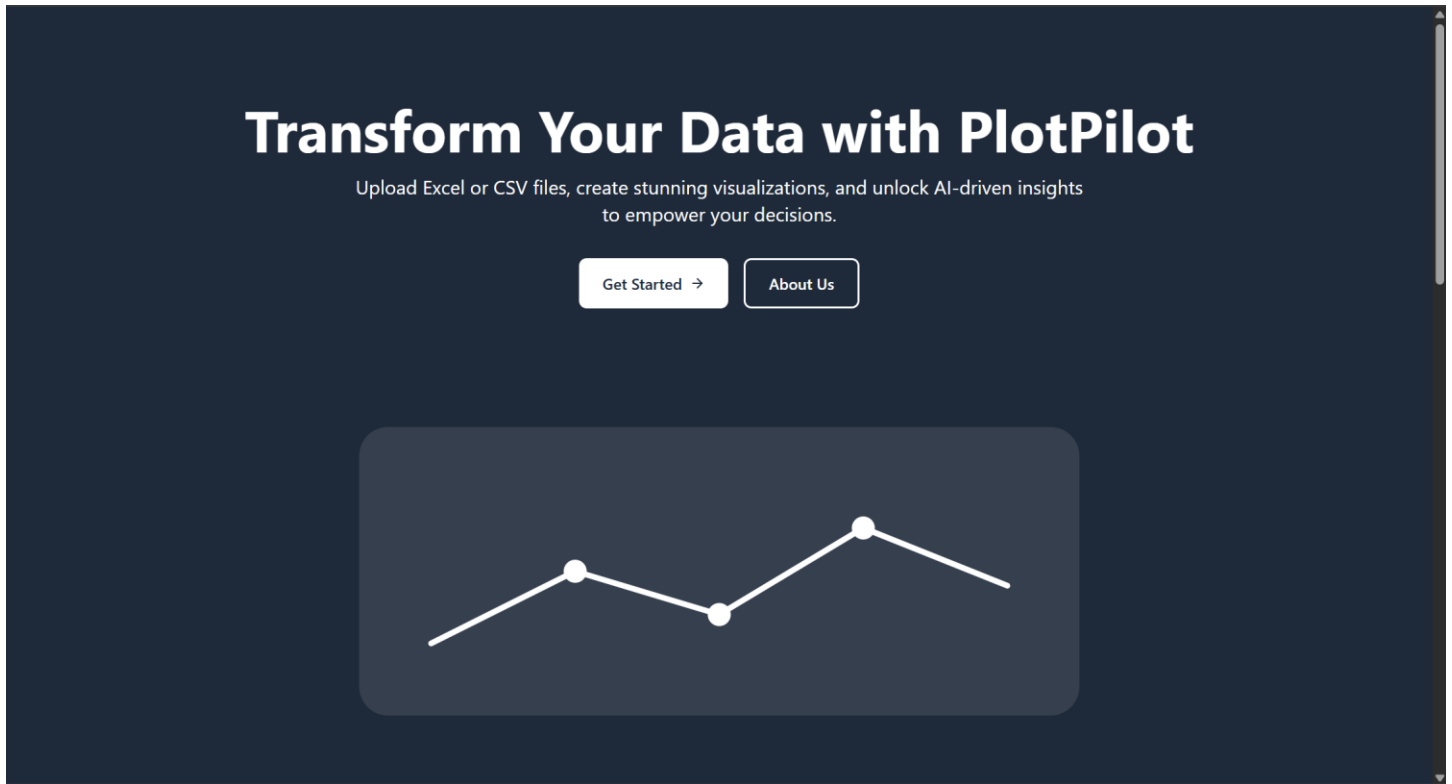 Transform Your Data with PlotPilot
Upload Excel or CSV files, create stunning visualizations, and unlock AI-driven insights
to empower your decisions.
Get Started →
About Us